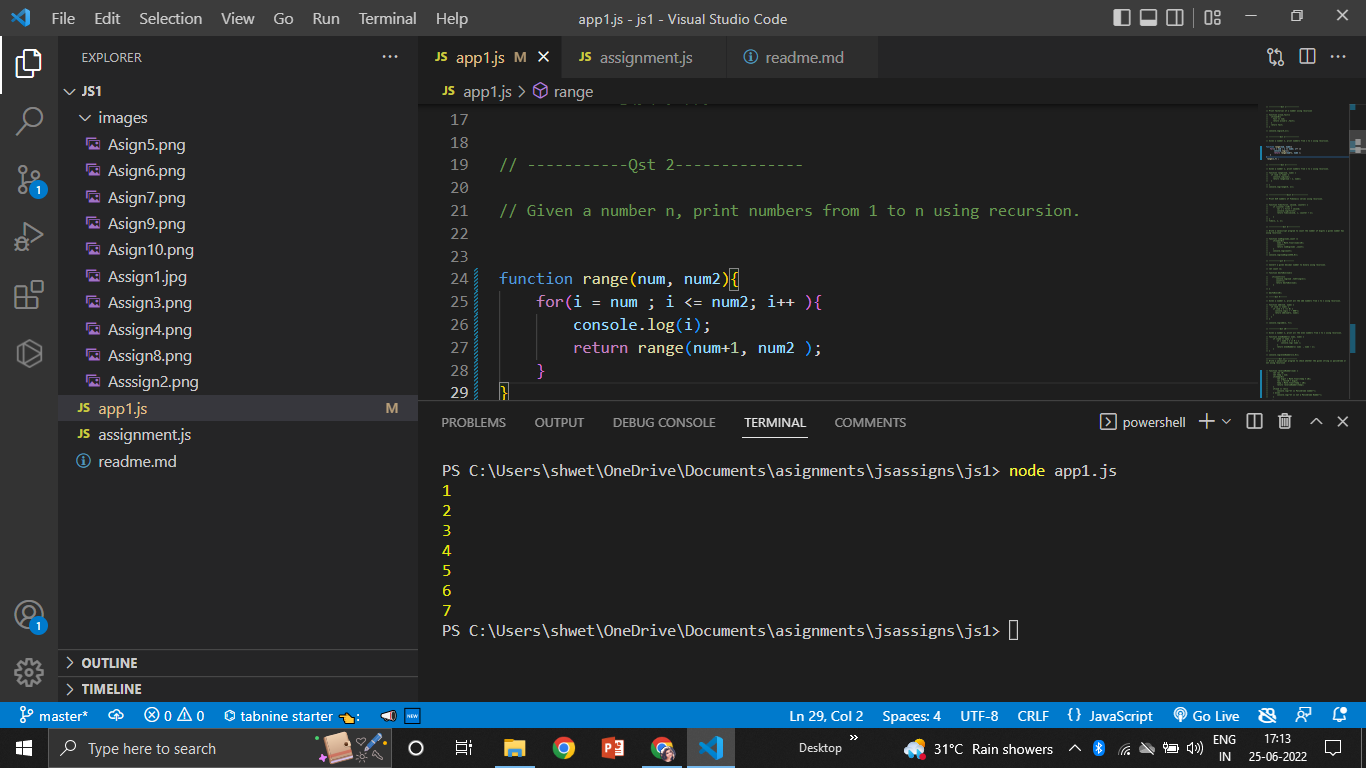 File Edit Selection View Go Run Terminal Help app1.js - js1 - Visual Studio Code
EXPLORER
JS1
images
Asign5.png
Asign6.png
Asign7.png
Asign9.png
Asign10.png
Assign1.jpg
Assign3.png
Assign4.png
Assign8.png
Asssign2.png
JS app1.js M
JS assignment.js
readme.md
OUTLINE
TIMELINE
1
1
JS app1.js M JS assignment.js readme.md
JS app1.js > range
17
18
19 // -----------Qst 2--------------
20
21 // Given a number n, print numbers from 1 to n using recursion.
22
23
24 function range(num, num2){
25 for(i = num ; i <= num2; i++ ){
26 console.log(i);
27 return range(num+1, num2 );
28 }
29 }
PROBLEMS OUTPUT DEBUG CONSOLE TERMINAL COMMENTS powershell
PS C:\Users\shwet\OneDrive\Documents\asignments\jsassigns\js1> node app1.js
1
2
3
4
5
6
7
PS C:\Users\shwet\OneDrive\Documents\asignments\jsassigns\js1>
master* 0 0 tabnine starter : NEW Ln 29, Col 2 Spaces: 4 UTF-8 CRLF {} JavaScript Go Live
Type here to search Desktop 31°C Rain showers ENG IN 17:13 25-06-2022